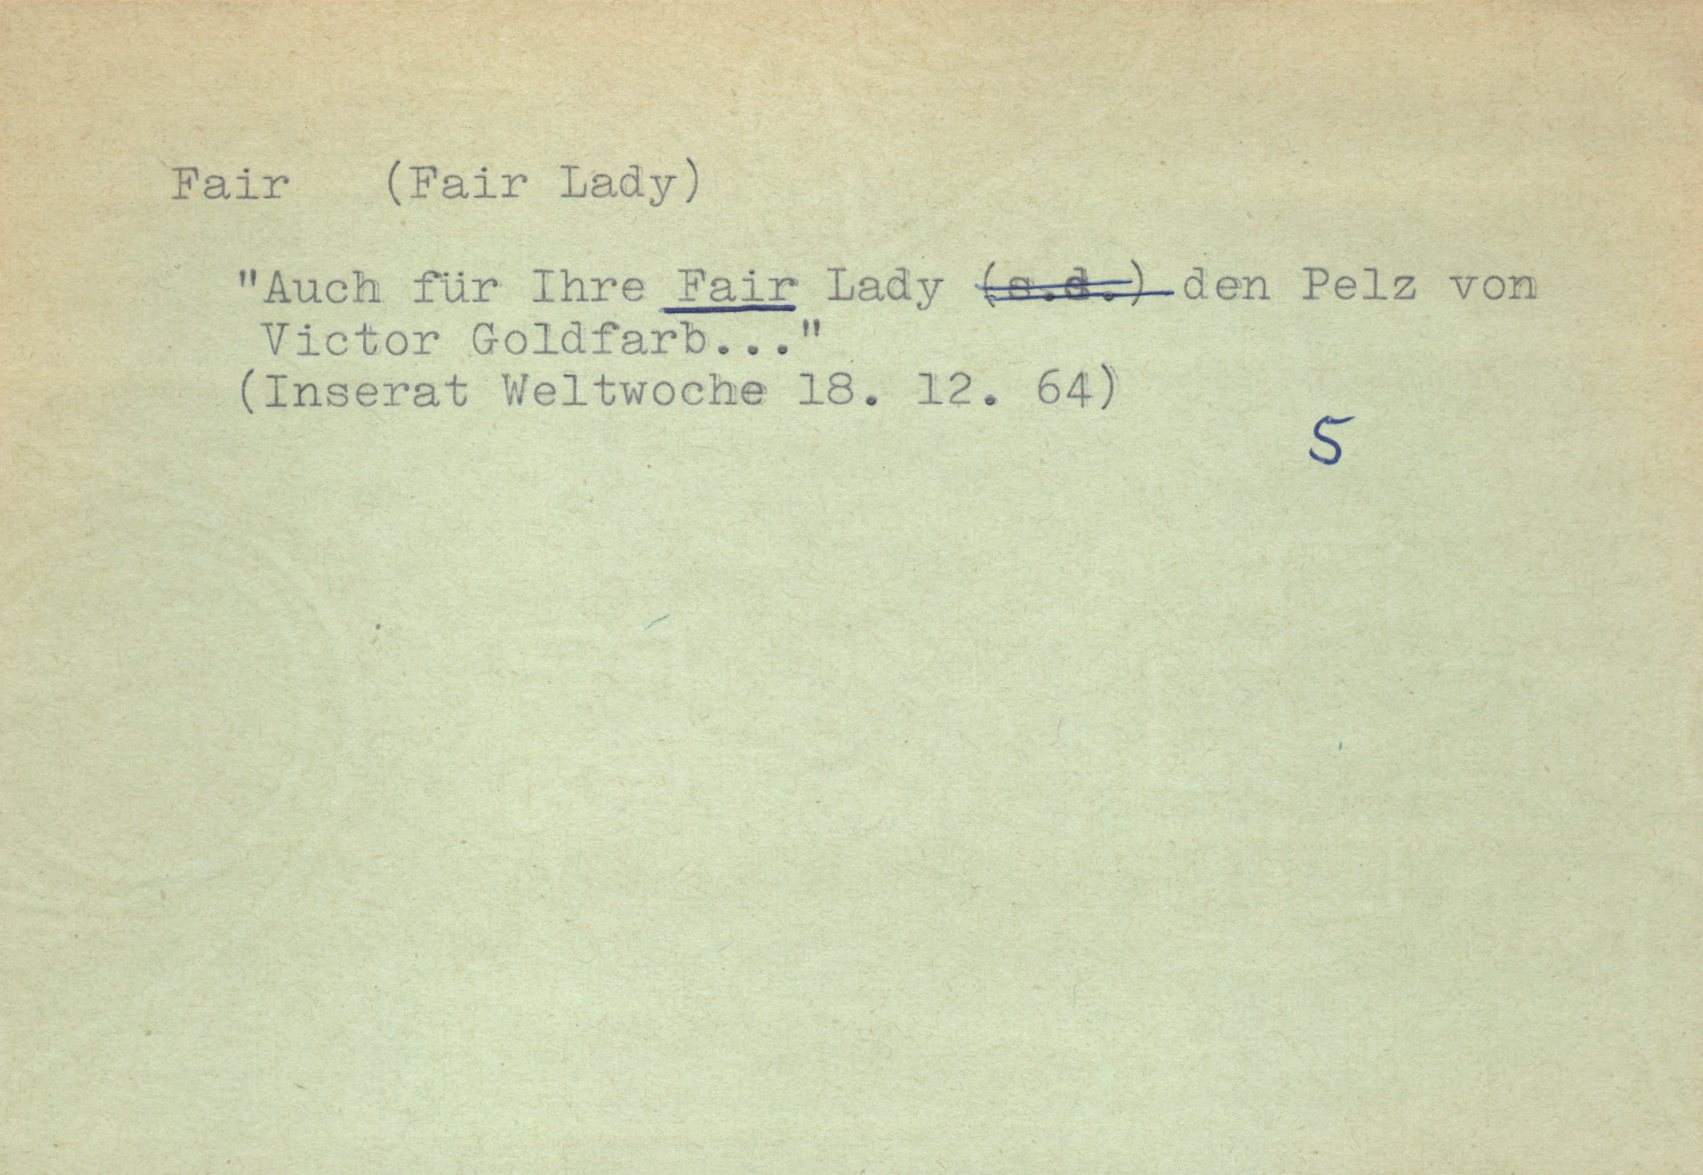 Fair (Fair Lady)
"Auch für Ihre Fair Lady (s.d.) den Pelz von
Victor Goldfarb..."
(Inserat Weltwoche 18. 12. 64)
5